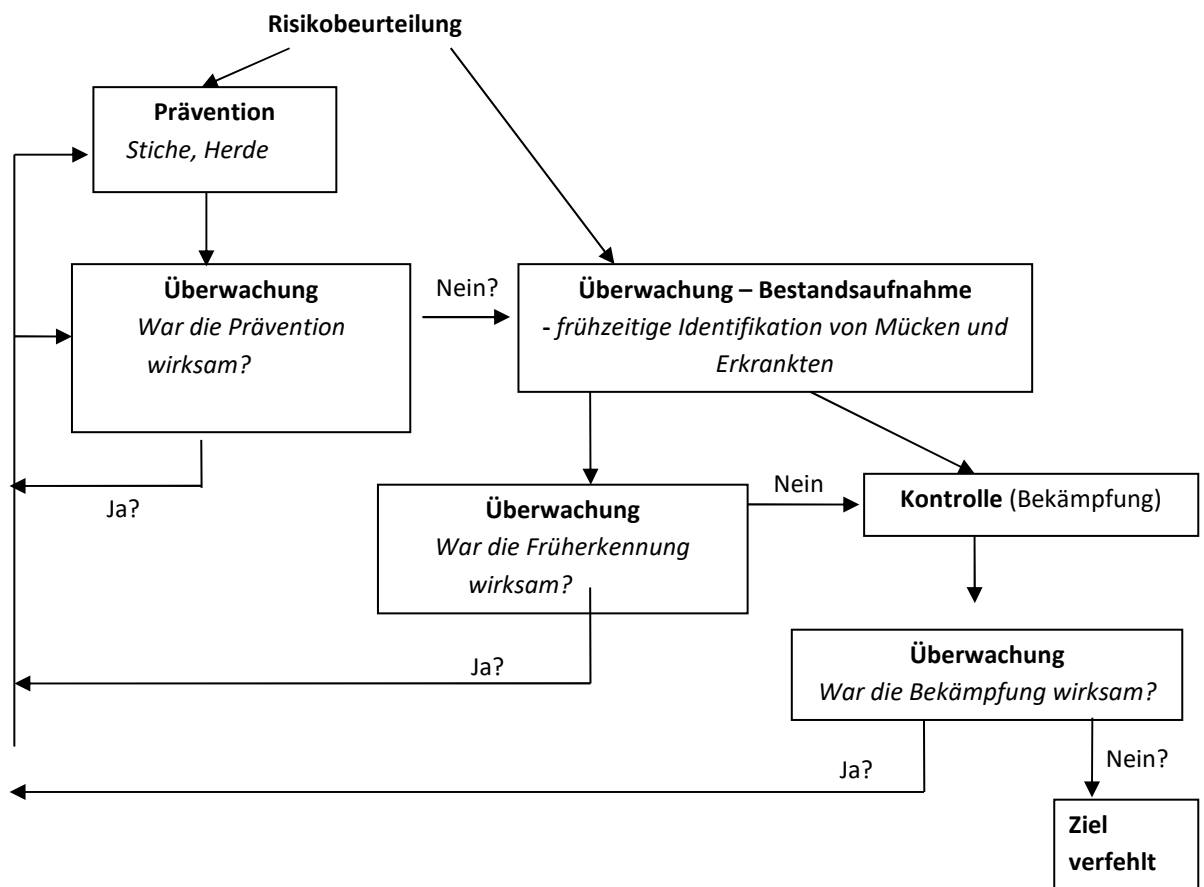 Risikobeurteilung
Prävention
Stiche, Herde
Überwachung
War die Prävention
wirksam?
Nein?
Überwachung – Bestandsaufnahme
- frühzeitige Identifikation von Mücken und
Erkrankten
Ja?
Überwachung
War die Früherkennung
wirksam?
Nein
Kontrolle (Bekämpfung)
Ja?
Überwachung
War die Bekämpfung wirksam?
Ja?
Nein?
Ziel
verfehlt